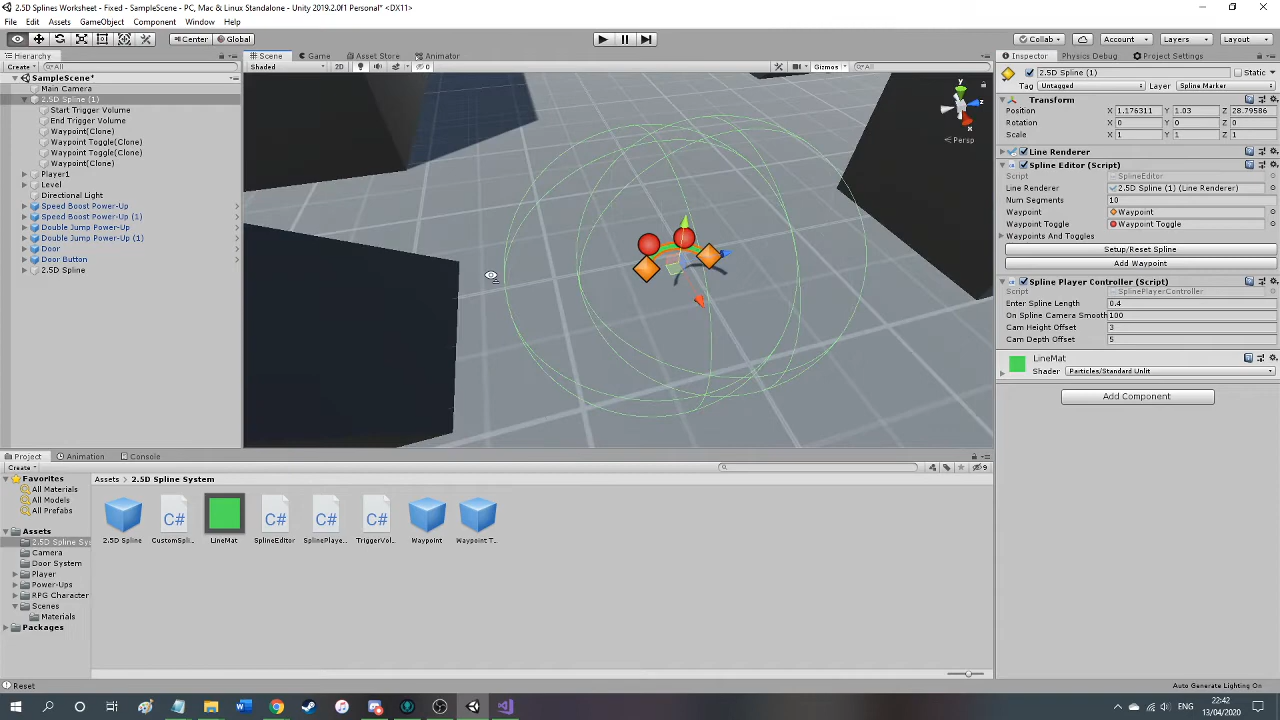 2.5D Splines Worksheet - Fixed - SampleScene - PC, Mac & Linux Standalone - Unity 2019.2.0f1 Personal* <DX11>
File Edit Assets GameObject Component Window Help
Center Global Collab Account Layers Layout
Hierarchy
Create All
SampleScene*
Main Camera
2.5D Spline (1)
Start Trigger Volume
End Trigger Volume
Waypoint(Clone)
Waypoint Toggle(Clone)
Waypoint Toggle(Clone)
Waypoint(Clone)
Player1
Level
Directional Light
Speed Boost Power-Up
Speed Boost Power-Up (1)
Double Jump Power-Up
Double Jump Power-Up (1)
Door
Door Button
2.5D Spline
Scene Game Asset Store Animator
Shaded 2D 0 Gizmos All
y
z
x
Persp
Inspector Physics Debug Project Settings
2.5D Spline (1) Static
Tag Untagged Layer Spline Marker
Transform
Position X 1.176311 Y 1.03 Z 28.79586
Rotation X 0 Y 0 Z 0
Scale X 1 Y 1 Z 1
Line Renderer
Spline Editor (Script)
Script SplineEditor
Line Renderer 2.5D Spline (1) (Line Renderer)
Num Segments 10
Waypoint Waypoint
Waypoint Toggle Waypoint Toggle
Waypoints And Toggles
Setup/Reset Spline
Add Waypoint
Spline Player Controller (Script)
Script SplinePlayerController
Enter Spline Length 0.4
On Spline Camera Smooth 100
Cam Height Offset 3
Cam Depth Offset 5
LineMat
Shader Particles/Standard Unlit
Add Component
Project Animation Console
Create 9
Favorites
All Materials
All Models
All Prefabs
Assets
2.5D Spline Sys
Camera
Door System
Player
Power-Ups
RPG Character
Scenes
Materials
Packages
Assets 2.5D Spline System
C# C# C# C#
2.5D Spline CustomSpli... LineMat SplineEditor SplinePlaye... TriggerVol... Waypoint Waypoint T...
Reset
Auto Generate Lighting On
ENG 22:42
13/04/2020